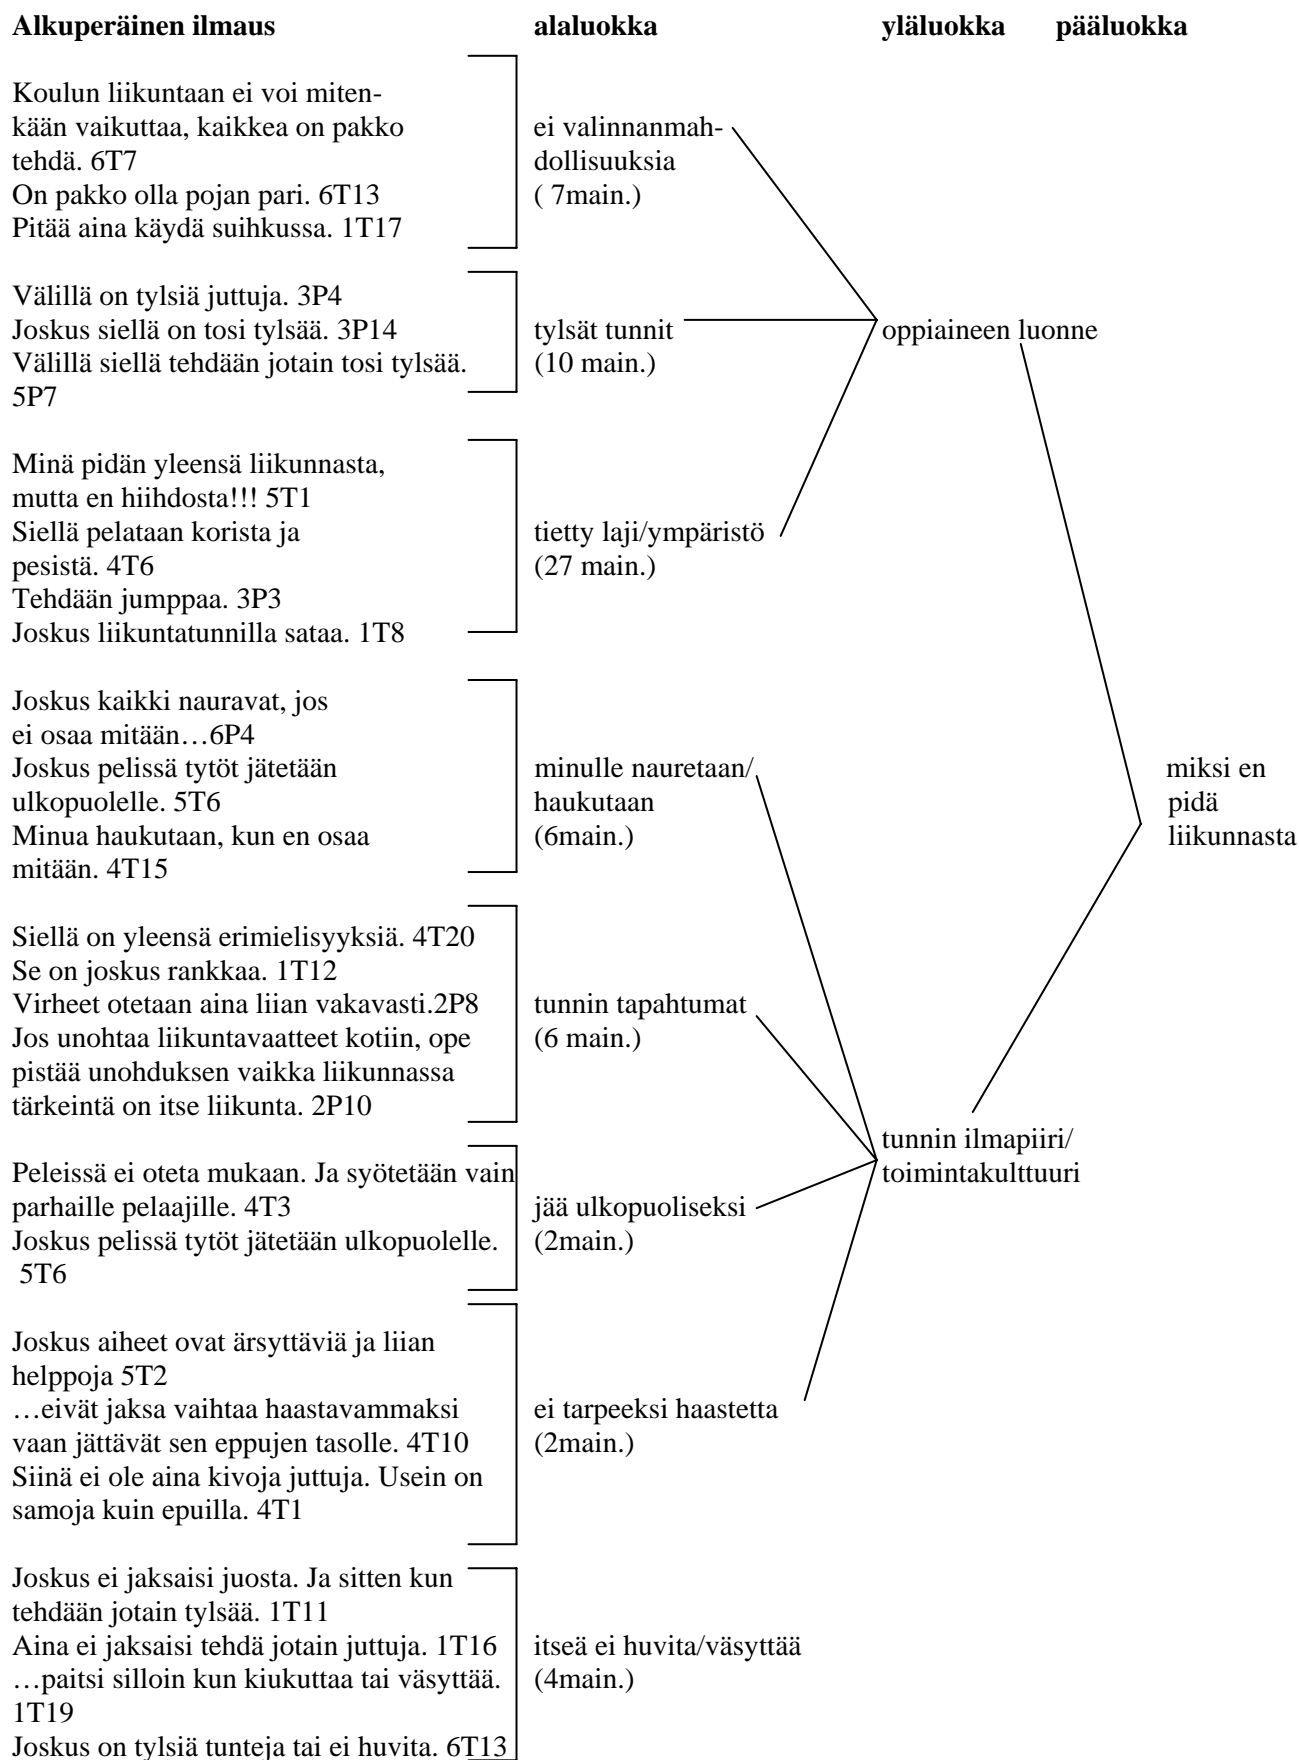 Alkuperäinen ilmaus alaluokka yläluokka pääluokka
Koulun liikuntaan ei voi miten-
kään vaikuttaa, kaikkea on pakko
tehdä. 6T7
On pakko olla pojan pari. 6T13
Pitää aina käydä suihkussa. 1T17
ei valinnanmah-
dollisuuksia
( 7main.)
Välillä on tylsiä juttuja. 3P4
Joskus siellä on tosi tylsää. 3P14
Välillä siellä tehdään jotain tosi tylsää.
5P7
tylsät tunnit
(10 main.)
oppiaineen luonne
Minä pidän yleensä liikunnasta,
mutta en hiihdosta!!! 5T1
Siellä pelataan korista ja
pesistä. 4T6
Tehdään jumppaa. 3P3
Joskus liikuntatunnilla sataa. 1T8
tietty laji/ympäristö
(27 main.)
Joskus kaikki nauravat, jos
ei osaa mitään…6P4
Joskus pelissä tytöt jätetään
ulkopuolelle. 5T6
Minua haukutaan, kun en osaa
mitään. 4T15
minulle nauretaan/
haukutaan
(6main.)
miksi en
pidä
liikunnasta
Siellä on yleensä erimielisyyksiä. 4T20
Se on joskus rankkaa. 1T12
Virheet otetaan aina liian vakavasti.2P8
Jos unohtaa liikuntavaatteet kotiin, ope
pistää unohduksen vaikka liikunnassa
tärkeintä on itse liikunta. 2P10
tunnin tapahtumat
(6 main.)
tunnin ilmapiiri/
toimintakulttuuri
Peleissä ei oteta mukaan. Ja syötetään vain
parhaille pelaajille. 4T3
Joskus pelissä tytöt jätetään ulkopuolelle.
5T6
jää ulkopuoliseksi
(2main.)
Joskus aiheet ovat ärsyttäviä ja liian
helppoja 5T2
…eivät jaksa vaihtaa haastavammaksi
vaan jättävät sen eppujen tasolle. 4T10
Siinä ei ole aina kivoja juttuja. Usein on
samoja kuin epuilla. 4T1
ei tarpeeksi haastetta
(2main.)
Joskus ei jaksaisi juosta. Ja sitten kun
tehdään jotain tylsää. 1T11
Aina ei jaksaisi tehdä jotain juttuja. 1T16
…paitsi silloin kun kiukuttaa tai väsyttää.
1T19
Joskus on tylsiä tunteja tai ei huvita. 6T13
itseä ei huvita/väsyttää
(4main.)